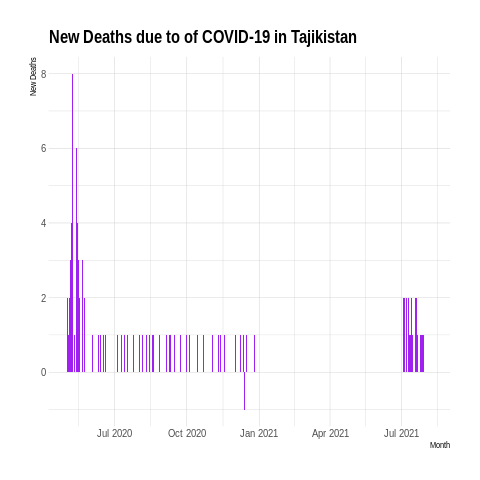 New Deaths due to of COVID-19 in Tajikistan
New Deaths
8
6
4
2
0
Jul 2020 Oct 2020 Jan 2021 Apr 2021 Jul 2021
Month